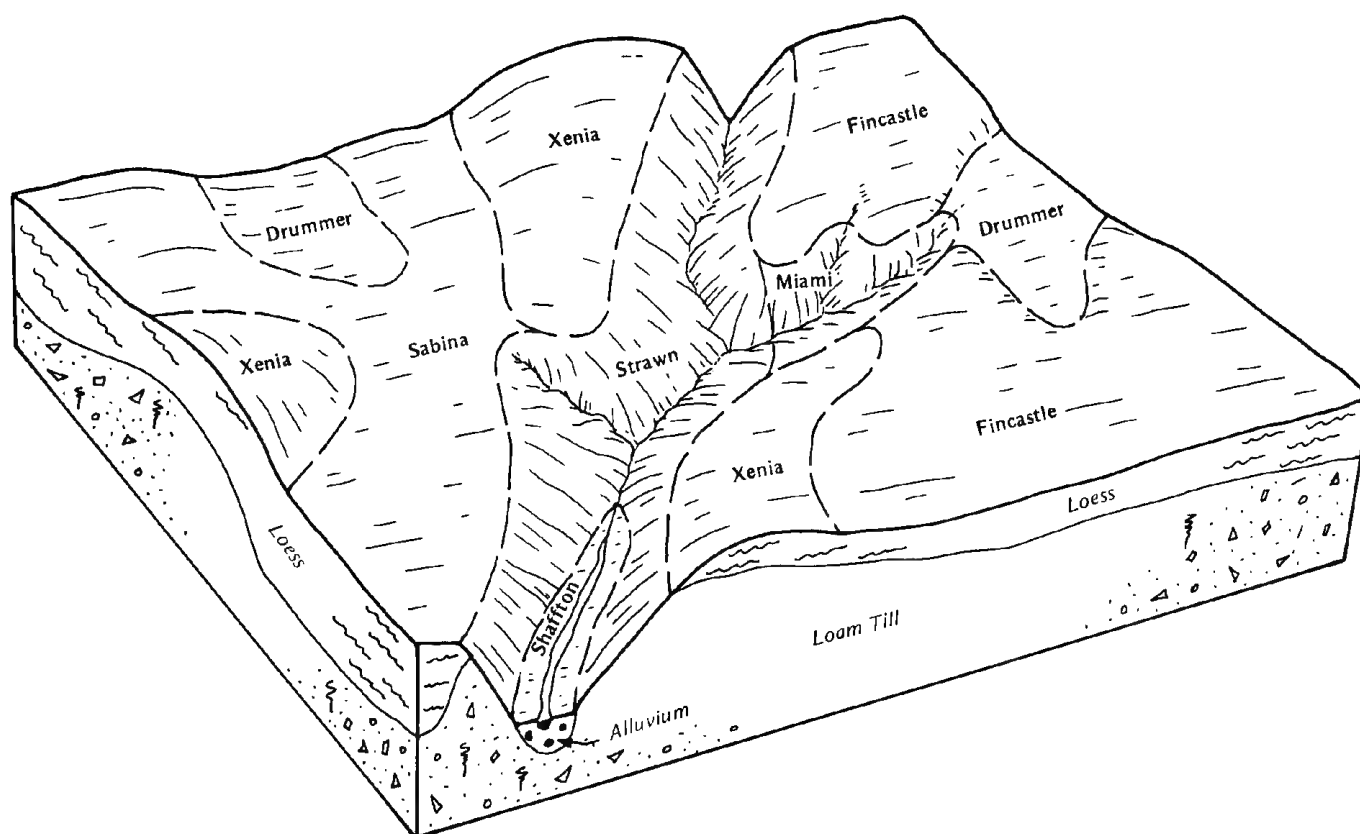 Xenia
Fincastle
Drummer
Drummer
Miami
Xenia
Sabina
Strawn
Fincastle
Xenia
Loess
Loess
Shaffton
Loam Till
Alluvium